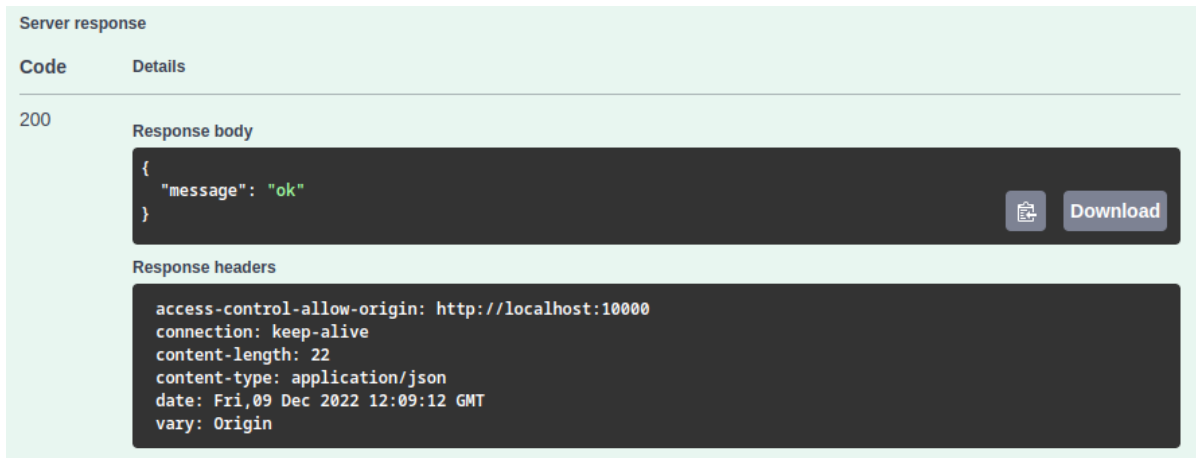 Server response
Code Details
200
Response body
{
  "message": "ok"
}
Download
Response headers
access-control-allow-origin: http://localhost:10000
connection: keep-alive
content-length: 22
content-type: application/json
date: Fri,09 Dec 2022 12:09:12 GMT
vary: Origin